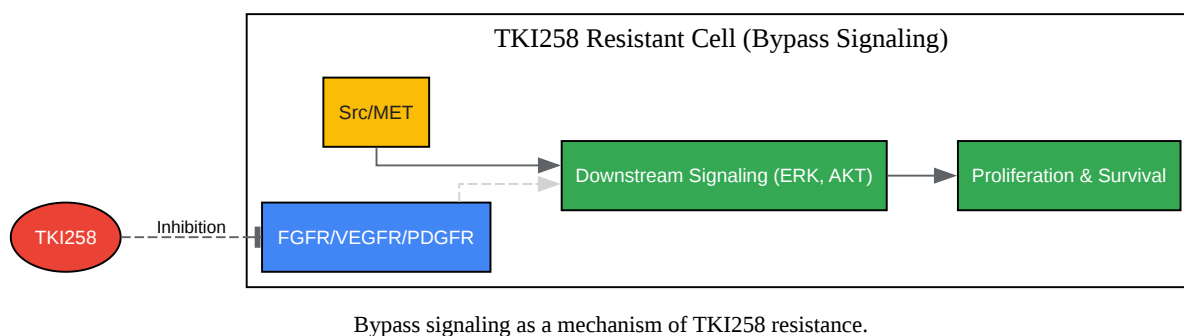 TKI258 Resistant Cell (Bypass Signaling)
Src/MET
Downstream Signaling (ERK, AKT)
Proliferation & Survival
TKI258
Inhibition
FGFR/VEGFR/PDGFR
Bypass signaling as a mechanism of TKI258 resistance.